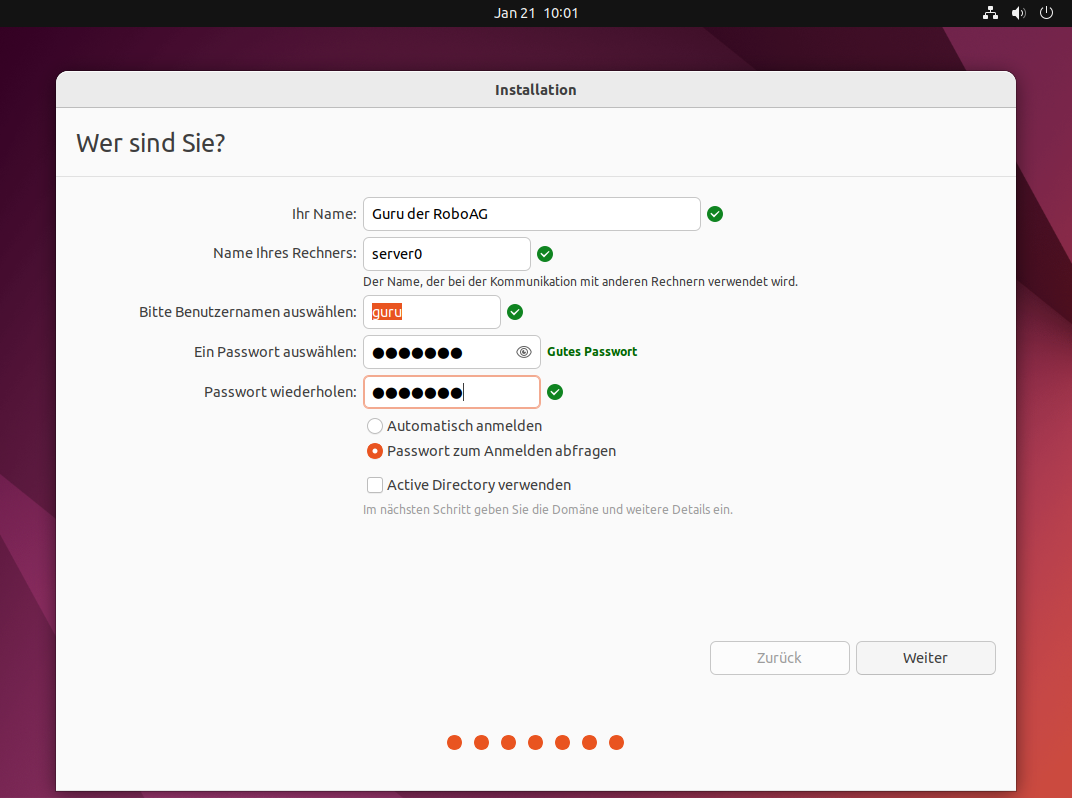 Jan 21 10:01
Installation
Wer sind Sie?
Ihr Name: Guru der RoboAG
Name Ihres Rechners: server0
Der Name, der bei der Kommunikation mit anderen Rechnern verwendet wird.
Bitte Benutzernamen auswählen: guru
Ein Passwort auswählen: ●●●●●●● Gutes Passwort
Passwort wiederholen: ●●●●●●●
Automatisch anmelden
Passwort zum Anmelden abfragen
Active Directory verwenden
Im nächsten Schritt geben Sie die Domäne und weitere Details ein.
Zurück Weiter